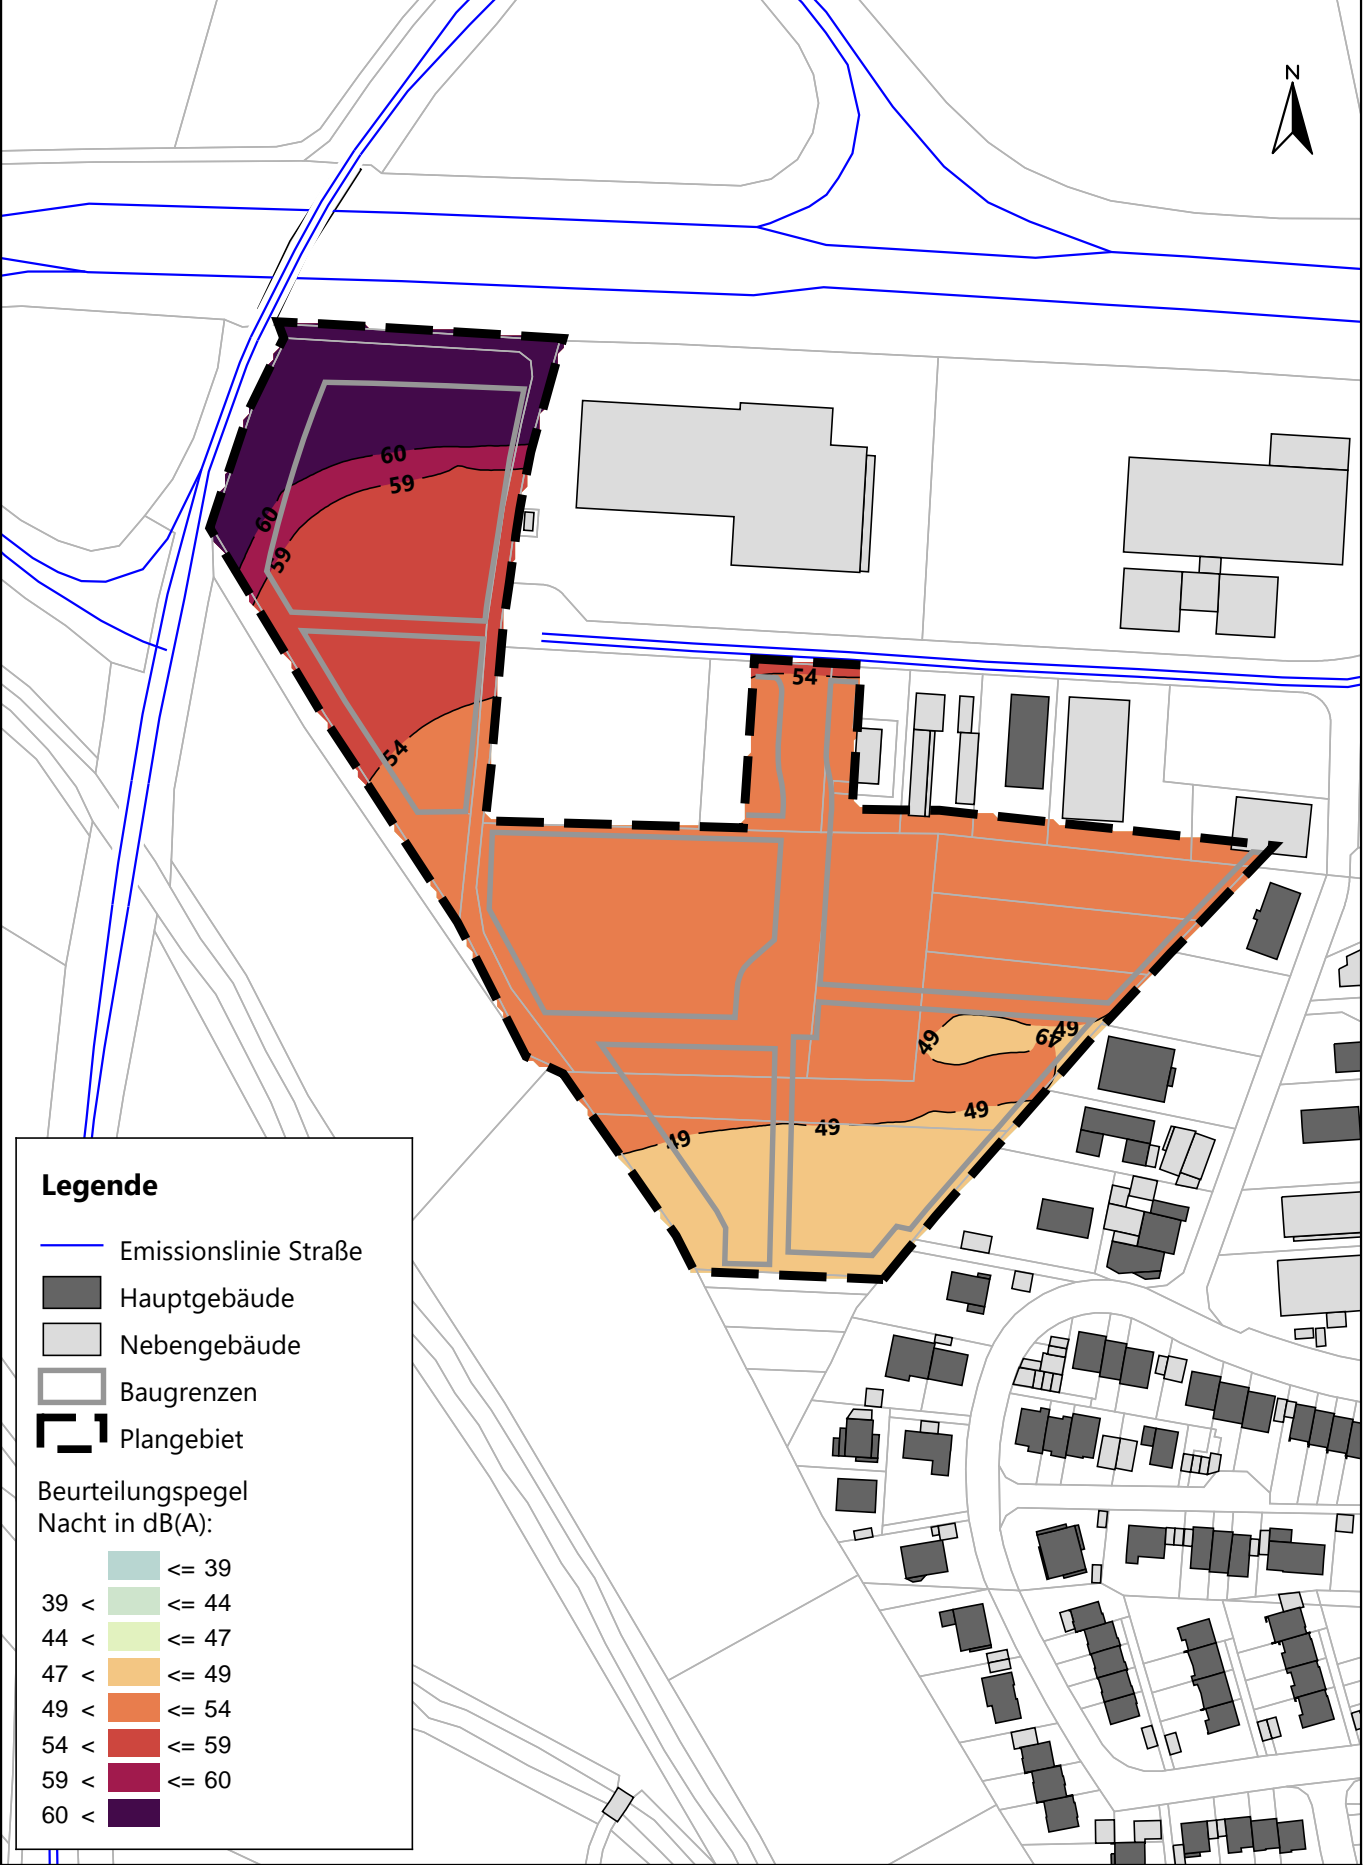 N
60
59
60
59
54
54
49
49
49
49
49
49
Legende
Emissionslinie Straße
Hauptgebäude
Nebengebäude
Baugrenzen
Plangebiet
Beurteilungspegel
Nacht in dB(A):
<= 39
39 < <= 44
44 < <= 47
47 < <= 49
49 < <= 54
54 < <= 59
59 < <= 60
60 <